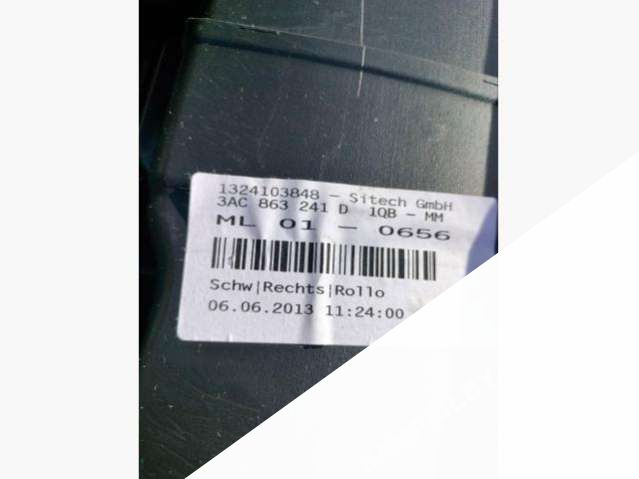 1324103848 - Sitech GmbH
3AC 863 241 D 1QB - MM
ML 01 - 0656
Schw|Rechts|Rollo
06.06.2013 11:24:00